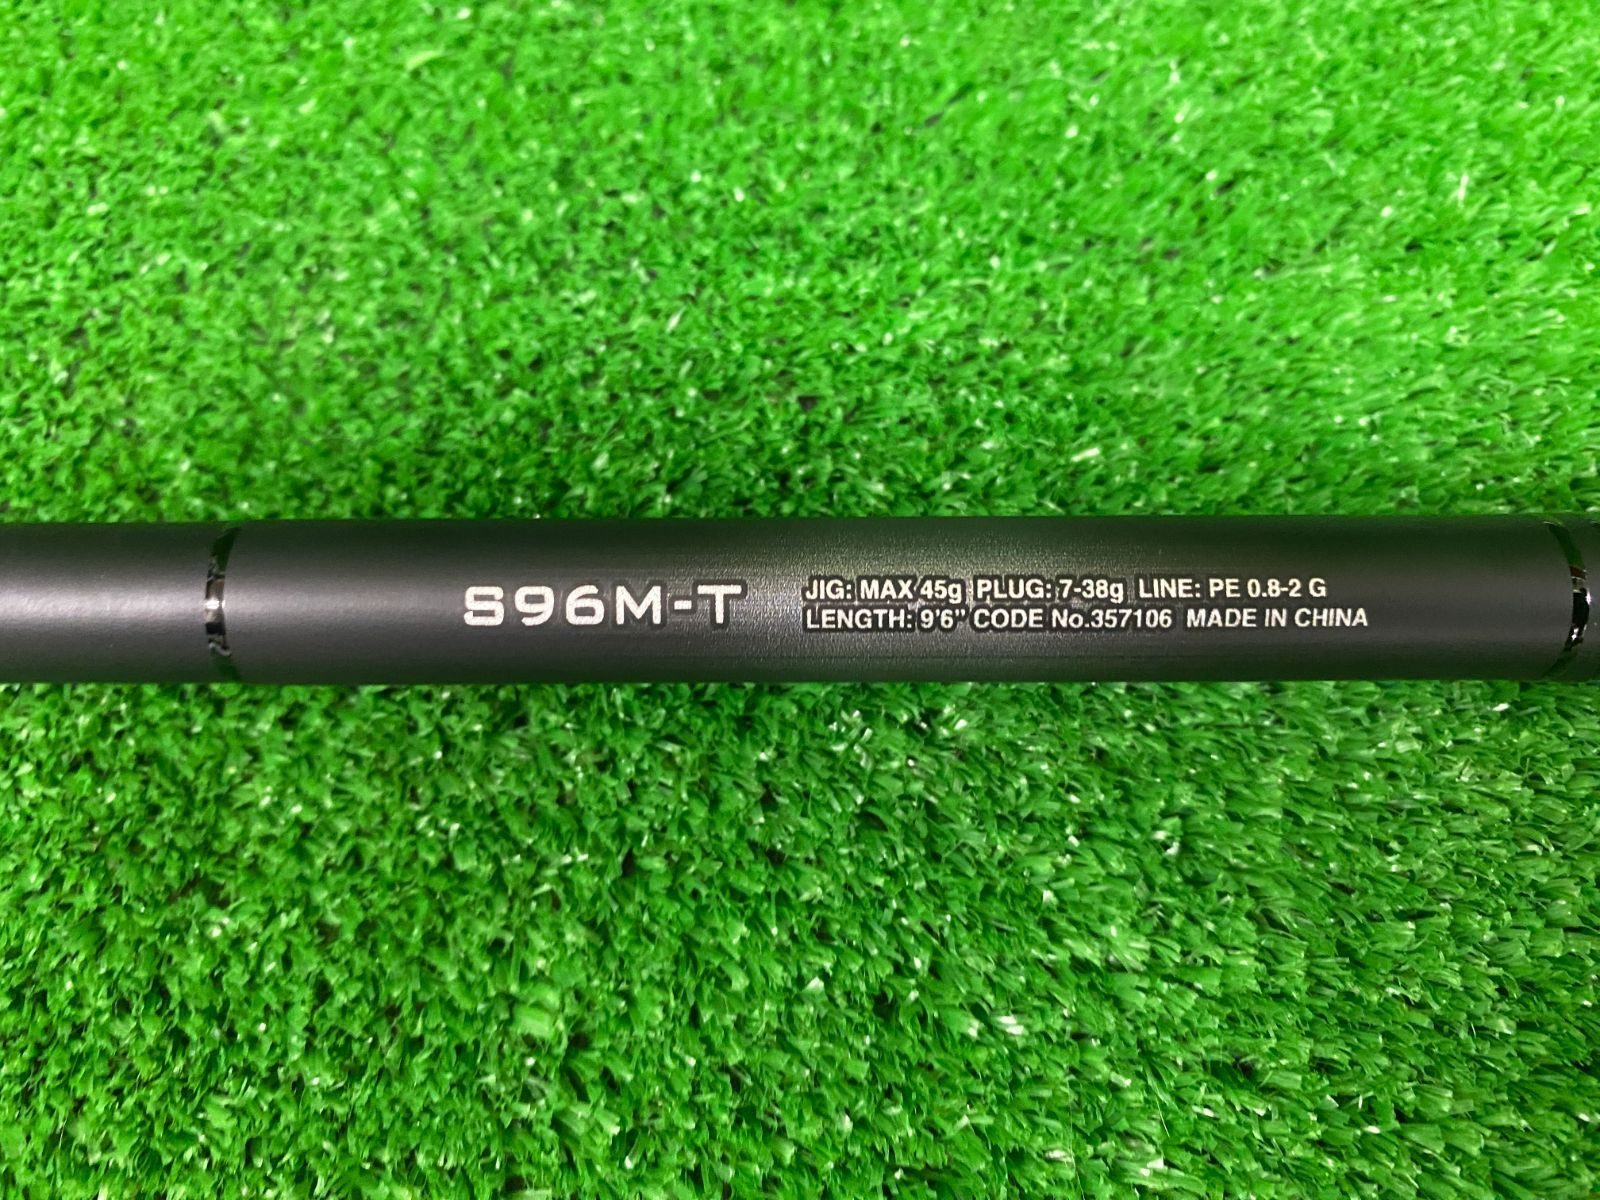 S96M-T
JIG: MAX 45g PLUG: 7-38g LINE: PE 0.8-2 G
LENGTH: 9'6" CODE No.357106 MADE IN CHINA